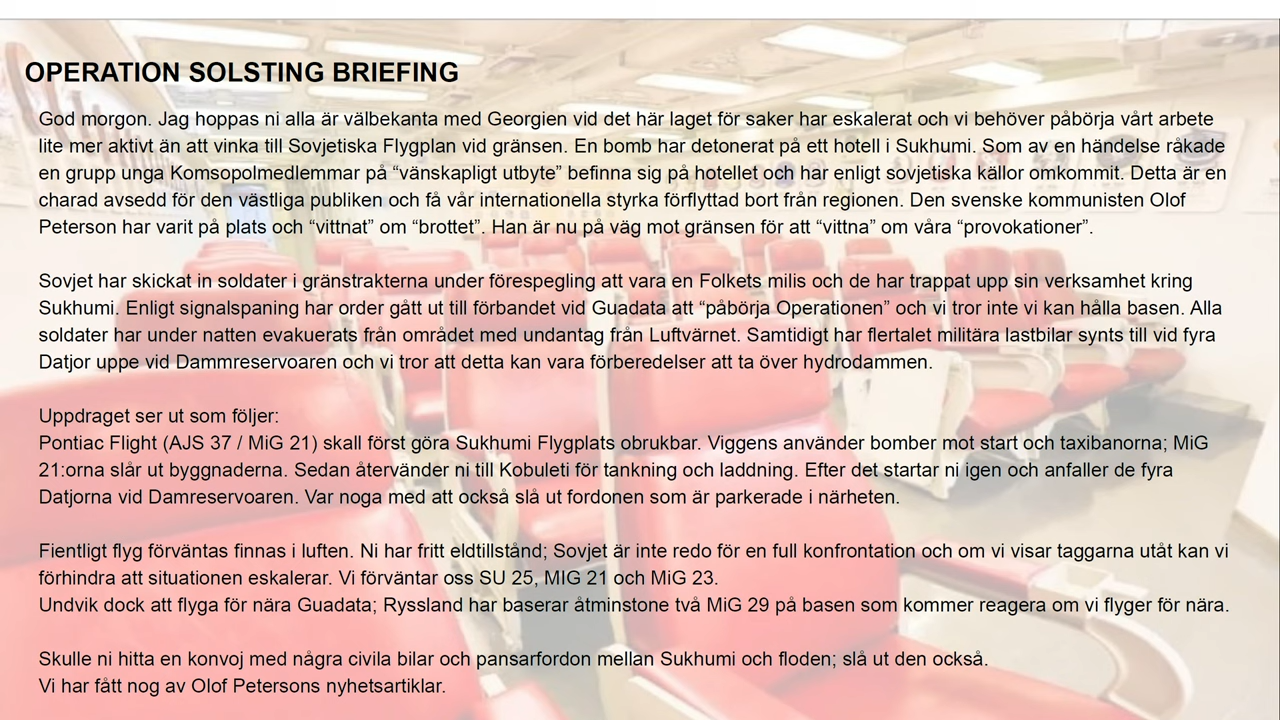 OPERATION SOLSTING BRIEFING
God morgon. Jag hoppas ni alla är välbekanta med Georgien vid det här laget för saker har eskalerat och vi behöver påbörja vårt arbete
lite mer aktivt än att vinka till Sovjetiska Flygplan vid gränsen. En bomb har detonerat på ett hotell i Sukhumi. Som av en händelse råkade
en grupp unga Komsopolmedlemmar på “vänskapligt utbyte” befinna sig på hotellet och har enligt sovjetiska källor omkommit. Detta är en
charad avsedd för den västliga publiken och få vår internationella styrka förflyttad bort från regionen. Den svenske kommunisten Olof
Peterson har varit på plats och “vittnat” om “brottet”. Han är nu på väg mot gränsen för att “vittna” om våra “provokationer”.
Sovjet har skickat in soldater i gränstrakterna under förespegling att vara en Folkets milis och de har trappat upp sin verksamhet kring
Sukhumi. Enligt signalspaning har order gått ut till förbandet vid Guadata att “påbörja Operationen” och vi tror inte vi kan hålla basen. Alla
soldater har under natten evakuerats från området med undantag från Luftvärnet. Samtidigt har flertalet militära lastbilar synts till vid fyra
Datjor uppe vid Dammreservoaren och vi tror att detta kan vara förberedelser att ta över hydrodammen.
Uppdraget ser ut som följer:
Pontiac Flight (AJS 37 / MiG 21) skall först göra Sukhumi Flygplats obrukbar. Viggens använder bomber mot start och taxibanorna; MiG
21:orna slår ut byggnaderna. Sedan återvänder ni till Kobuleti för tankning och laddning. Efter det startar ni igen och anfaller de fyra
Datjorna vid Damreservoaren. Var noga med att också slå ut fordonen som är parkerade i närheten.
Fientligt flyg förväntas finnas i luften. Ni har fritt eldtillstånd; Sovjet är inte redo för en full konfrontation och om vi visar taggarna utåt kan vi
förhindra att situationen eskalerar. Vi förväntar oss SU 25, MIG 21 och MiG 23.
Undvik dock att flyga för nära Guadata; Ryssland har baserar åtminstone två MiG 29 på basen som kommer reagera om vi flyger för nära.
Skulle ni hitta en konvoj med några civila bilar och pansarfordon mellan Sukhumi och floden; slå ut den också.
Vi har fått nog av Olof Petersons nyhetsartiklar.